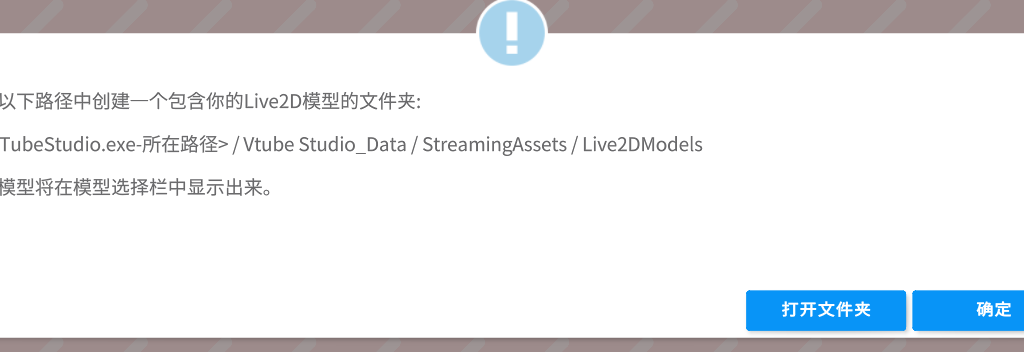 以下路径中创建一个包含你的Live2D模型的文件夹:
TubeStudio.exe-所在路径> / Vtube Studio_Data / StreamingAssets / Live2DModels
模型将在模型选择栏中显示出来。
打开文件夹
确定